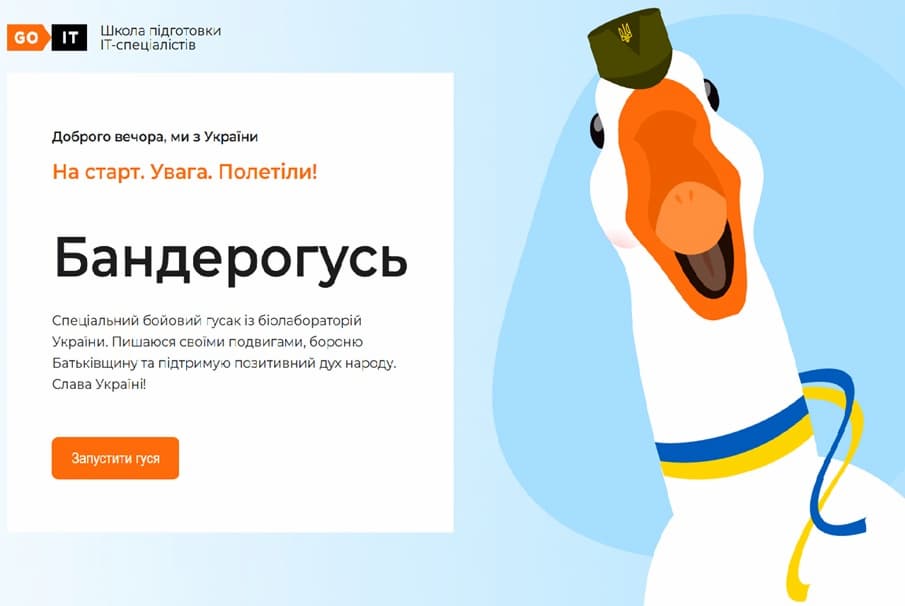 GO IT
Школа підготовки
IT-спеціалістів
Доброго вечора, ми з України
На старт. Увага. Полетіли!
Бандерогусь
Спеціальний бойовий гусак із біолабораторій
України. Пишаюся своїми подвигами, бороню
Батьківщину та підтримую позитивний дух народу.
Слава Україні!
Запустити гуся